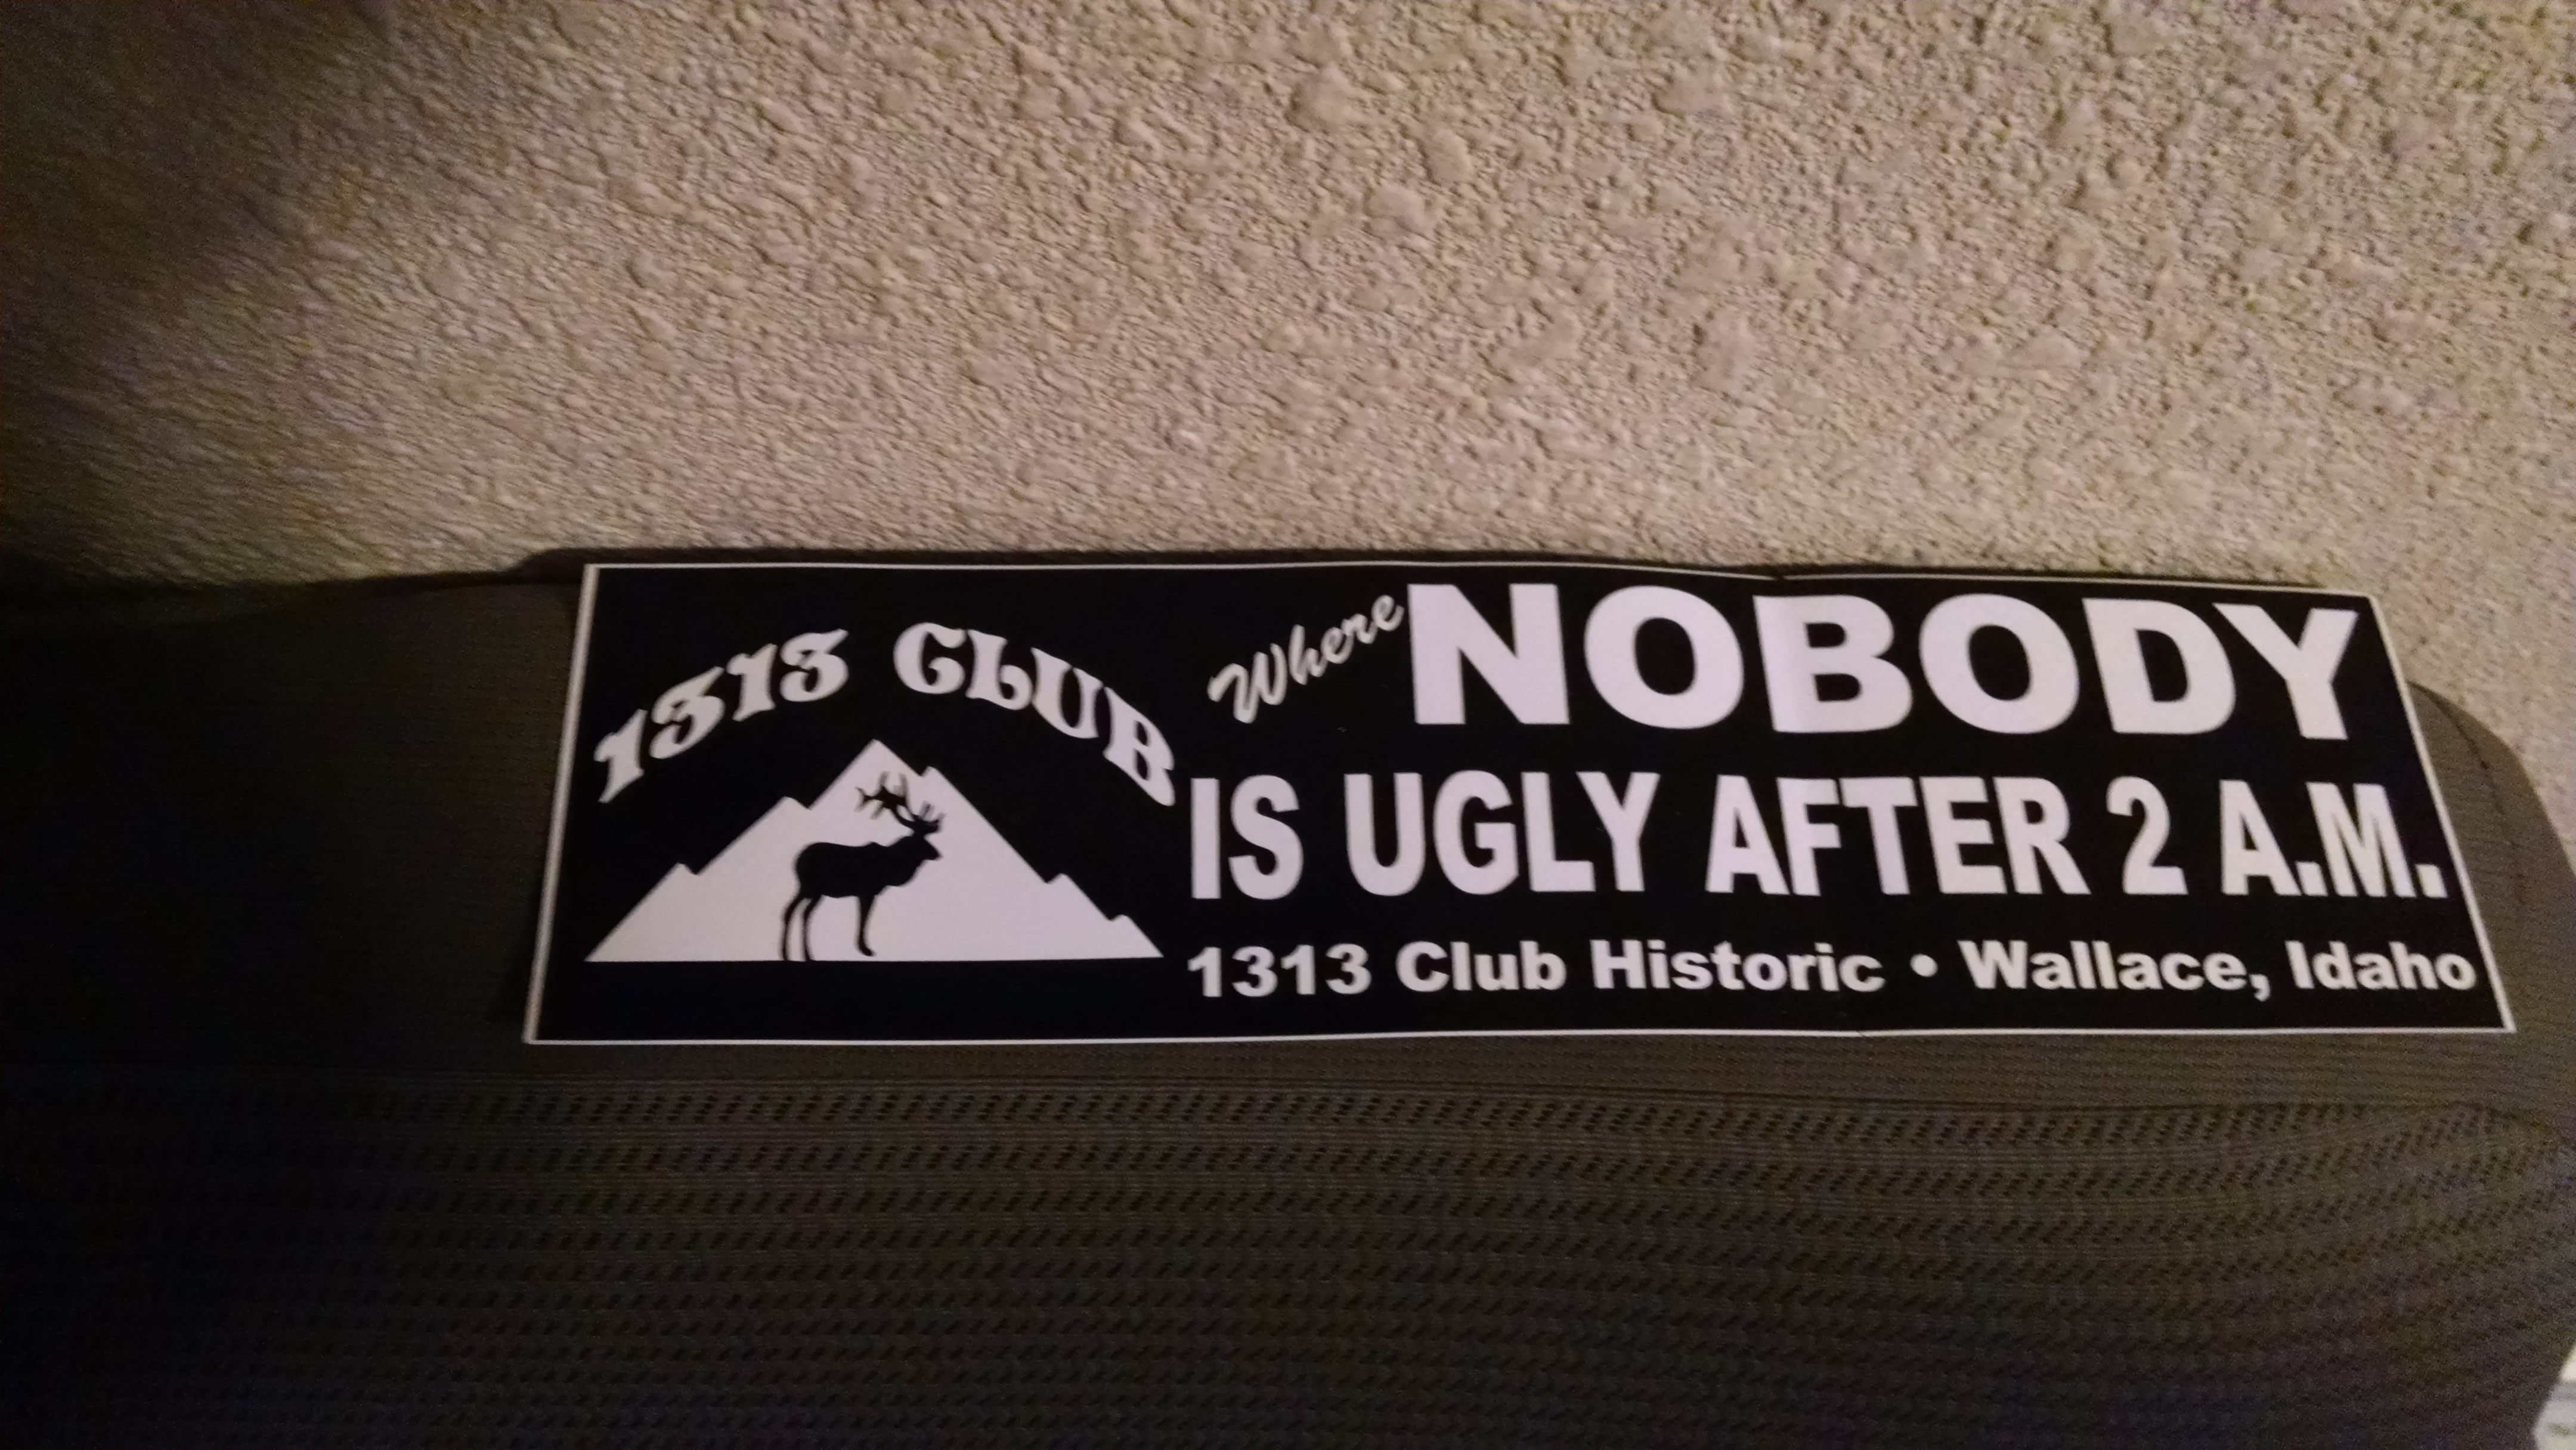 1313 CLUB
Where NOBODY
IS UGLY AFTER 2 A.M.
1313 Club Historic • Wallace, Idaho